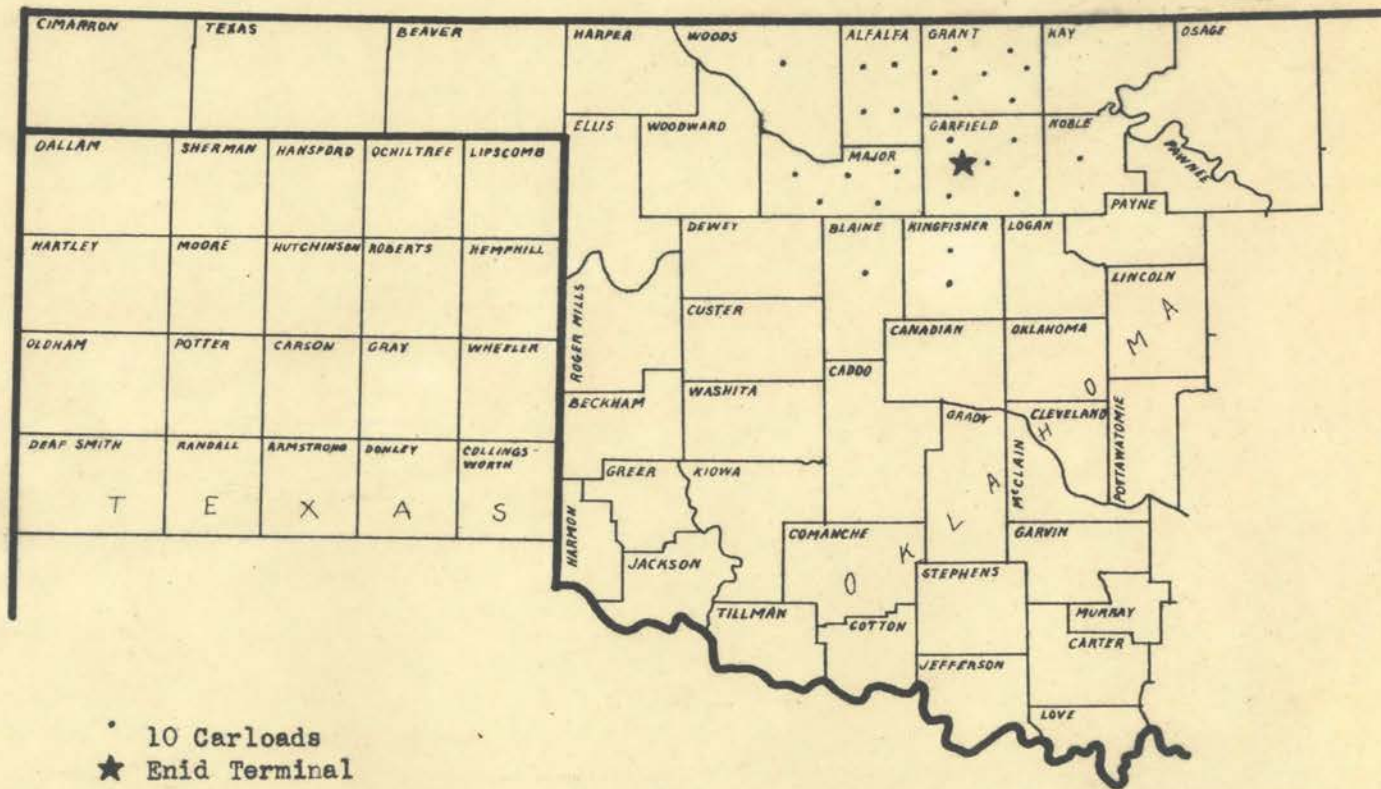 CIMARRON TEXAS BEAVER HARPER WOODS ALFALFA GRANT KAY OSAGE
ELLIS WOODWARD MAJOR GARFIELD NOBLE PAWNEE
DALLAM SHERMAN HANSFORD OCHILTREE LIPSCOMB
PAYNE
DEWEY BLAINE KINGFISHER LOGAN
HARTLEY MOORE HUTCHINSON ROBERTS HEMPHILL
LINCOLN
ROGER MILLS
CUSTER
CANADIAN OKLAHOMA
OLDHAM POTTER CARSON GRAY WHEELER
CADDO
BECKHAM WASHITA
GRADY CLEVELAND
McCLAIN
POTTAWATOMIE
DEAF SMITH RANDALL ARMSTRONG DONLEY COLLINGS-
WORTH
GREER KIOWA
T E X A S
HARMON
JACKSON
COMANCHE
GARVIN
STEPHENS
O K L A H O M A
TILLMAN
COTTON
MURRAY
CARTER
JEFFERSON
LOVE
10 Carloads
★ Enid Terminal